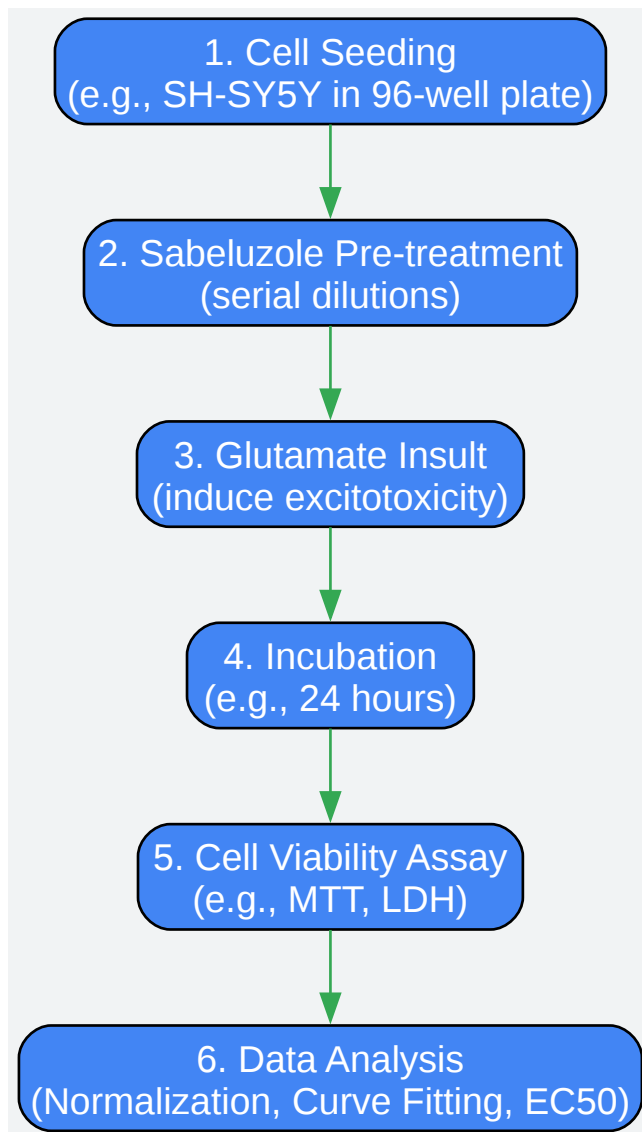 1. Cell Seeding
(e.g., SH-SY5Y in 96-well plate)
2. Sabeluzole Pre-treatment
(serial dilutions)
3. Glutamate Insult
(induce excitotoxicity)
4. Incubation
(e.g., 24 hours)
5. Cell Viability Assay
(e.g., MTT, LDH)
6. Data Analysis
(Normalization, Curve Fitting, EC50)